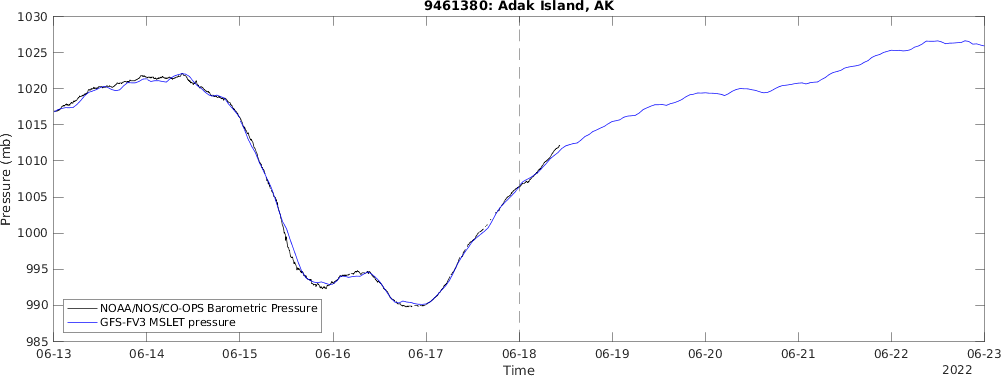 9461380: Adak Island, AK
Pressure (mb)
1030
1025
1020
1015
1010
1005
1000
995
990
985
NOAA/NOS/CO-OPS Barometric Pressure
GFS-FV3 MSLET pressure
06-13 06-14 06-15 06-16 06-17 06-18 06-19 06-20 06-21 06-22 06-23
Time
2022